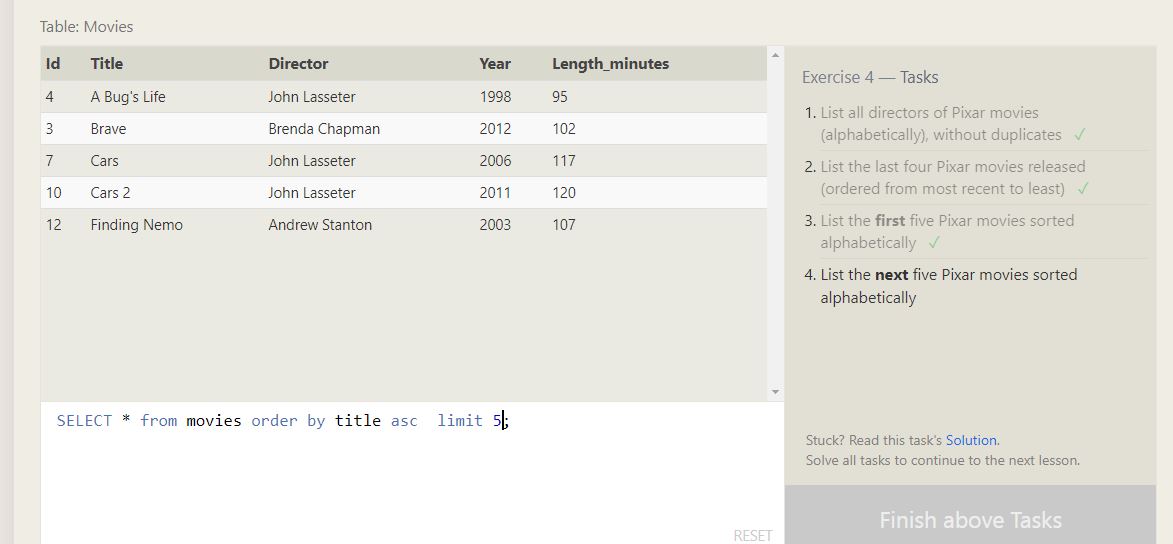 Table: Movies
Id Title Director Year Length_minutes
4 A Bug's Life John Lasseter 1998 95
3 Brave Brenda Chapman 2012 102
7 Cars John Lasseter 2006 117
10 Cars 2 John Lasseter 2011 120
12 Finding Nemo Andrew Stanton 2003 107
SELECT * from movies order by title asc  limit 5;
RESET
Exercise 4 — Tasks
1. List all directors of Pixar movies
(alphabetically), without duplicates ✓
2. List the last four Pixar movies released
(ordered from most recent to least) ✓
3. List the first five Pixar movies sorted
alphabetically ✓
4. List the next five Pixar movies sorted
alphabetically
Stuck? Read this task's Solution.
Solve all tasks to continue to the next lesson.
Finish above Tasks